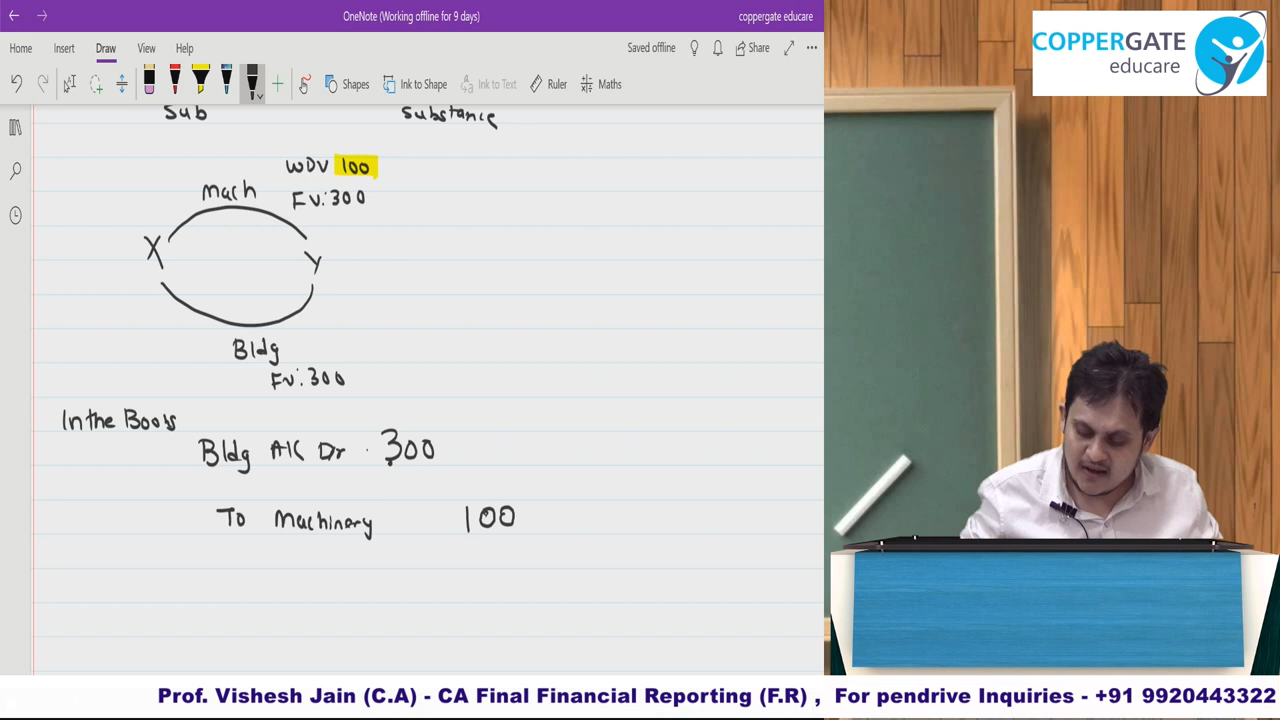 OneNote (Working offline for 9 days)
coppergate educare
Home Insert Draw View Help
Saved offline Share
Shapes Ink to Shape Ink to Text Ruler Maths
COPPERGATE
educare
Sub Substance
WDV 100
Mach FV: 300
X Y
Bldg
FV: 300
In the Books
Bldg A/C Dr. 300
To Machinery 100
Prof. Vishesh Jain (C.A) - CA Final Financial Reporting (F.R) , For pendrive Inquiries - +91 9920443322